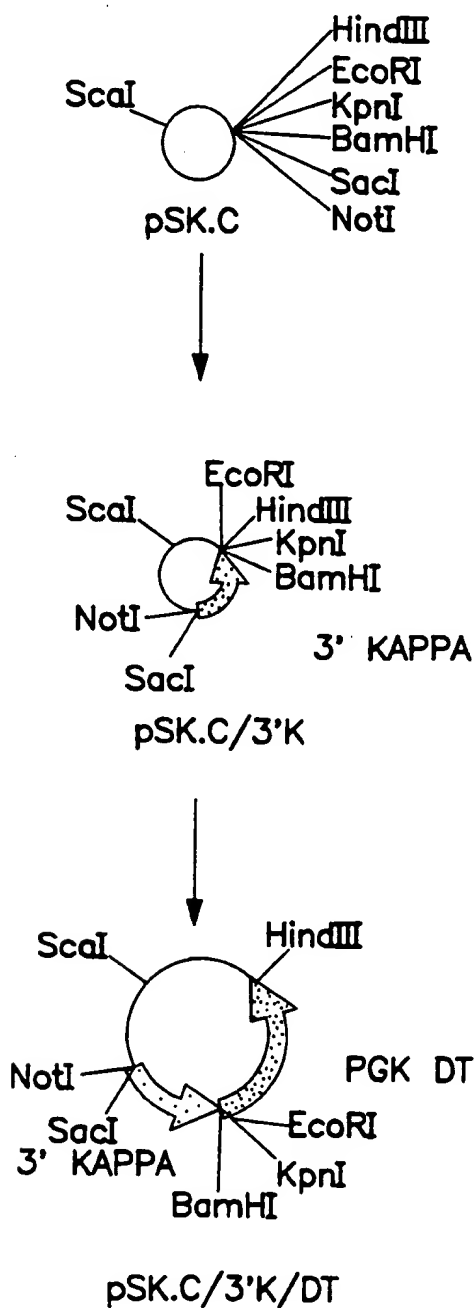 HindIII
EcoRI
ScaI
KpnI
BamHI
SacI
NotI
pSK.C
EcoRI
ScaI
HindIII
KpnI
BamHI
NotI
3' KAPPA
SacI
pSK.C/3'K
ScaI
HindIII
NotI
PGK DT
SacI
EcoRI
3' KAPPA
KpnI
BamHI
pSK.C/3'K/DT